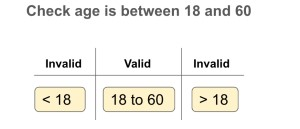 Check age is between 18 and 60
Invalid Valid Invalid
< 18 18 to 60 > 18